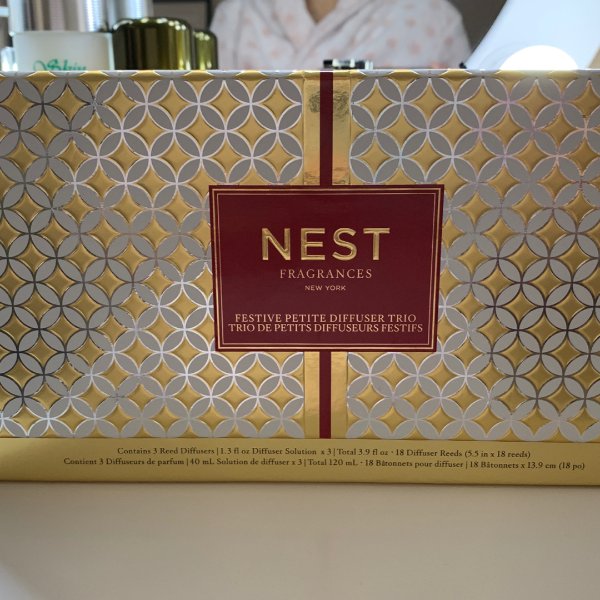 NEST
FRAGRANCES
NEW YORK
FESTIVE PETITE DIFFUSER TRIO
TRIO DE PETITS DIFFUSEURS FESTIFS
Contains 3 Reed Diffusers | 1.3 fl oz Diffuser Solution x 3 | Total 3.9 fl oz · 18 Diffuser Reeds (5.5 in x 18 reeds)
Contient 3 Diffuseurs de parfum | 40 mL Solution de diffuser x 3 | Total 120 mL · 18 Bâtonnets pour diffuser | 18 Bâtonnets x 13.9 cm (18 po)